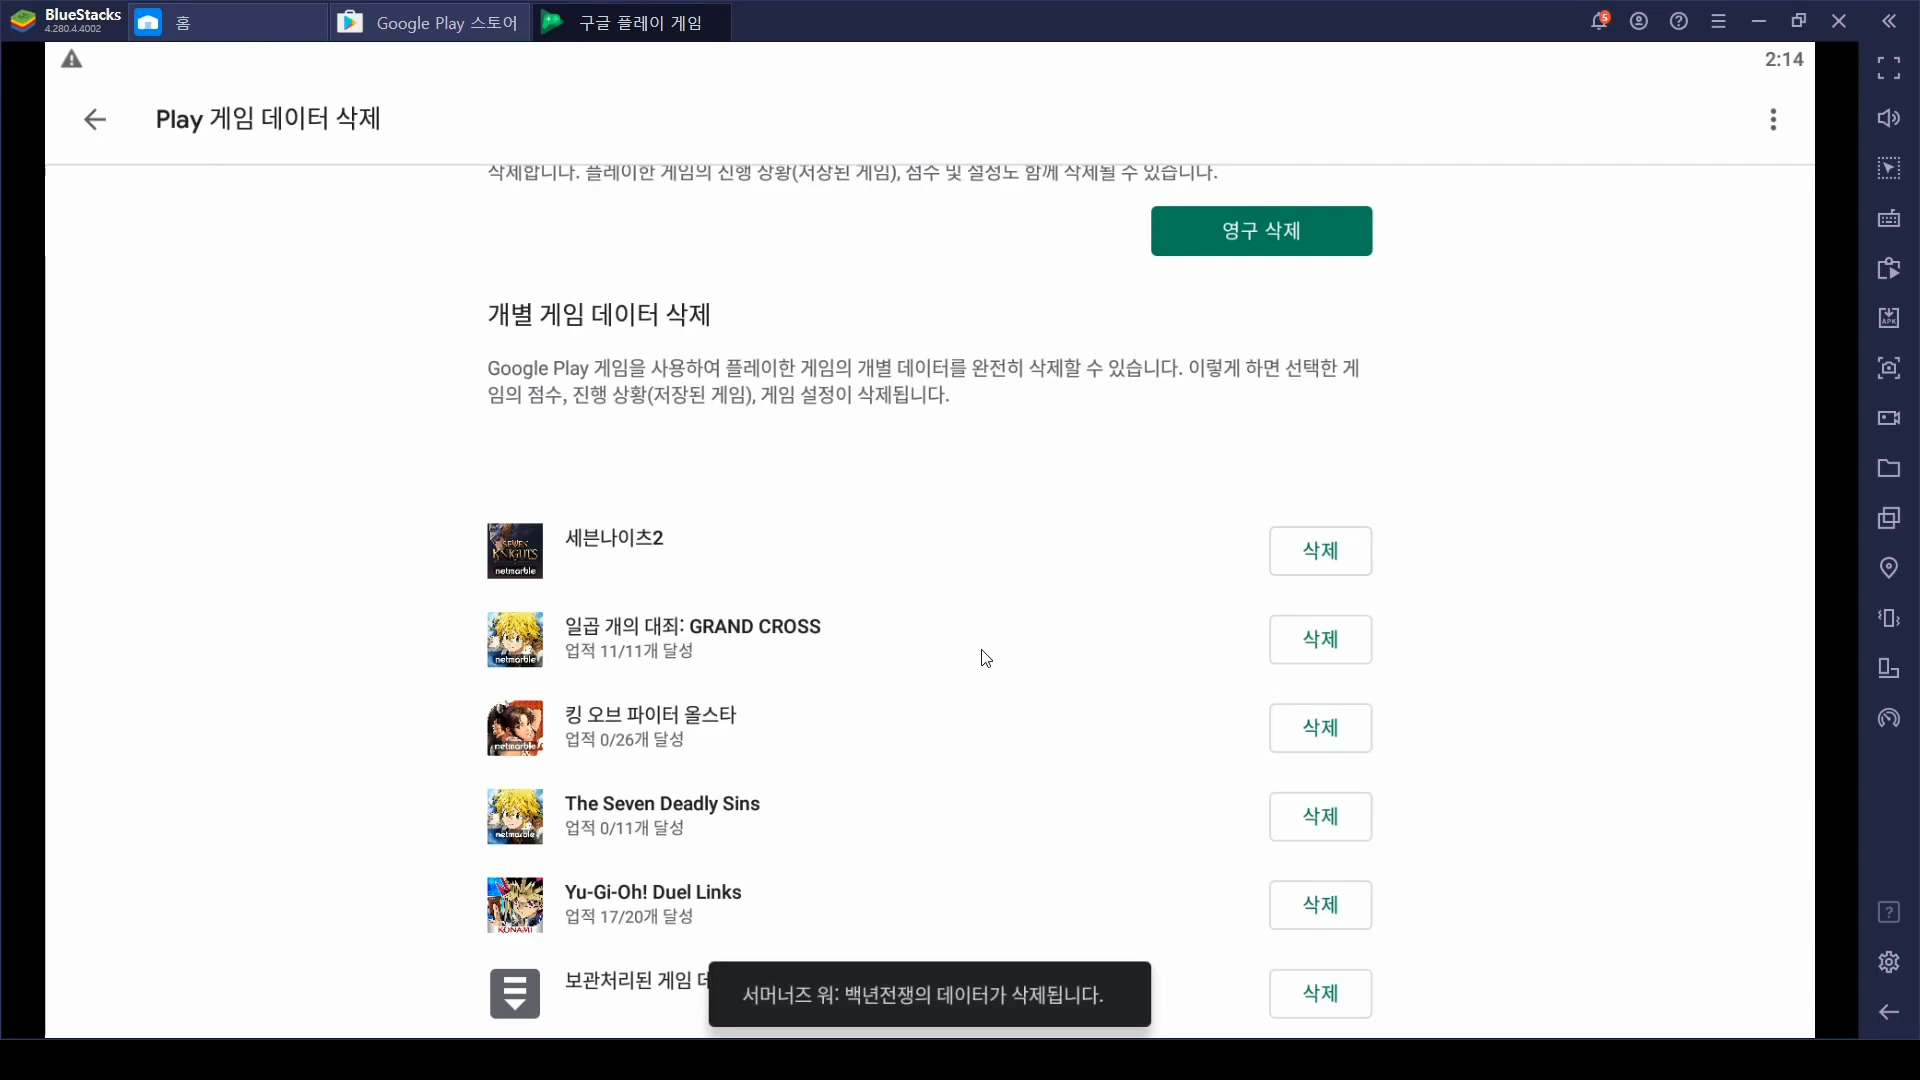 BlueStacks
4.280.4.4002
홈
Google Play 스토어
구글 플레이 게임
5
2:14
Play 게임 데이터 삭제
삭제합니다. 플레이한 게임의 진행 상황(저장된 게임), 점수 및 설정도 함께 삭제될 수 있습니다.
영구 삭제
개별 게임 데이터 삭제
Google Play 게임을 사용하여 플레이한 게임의 개별 데이터를 완전히 삭제할 수 있습니다. 이렇게 하면 선택한 게
임의 점수, 진행 상황(저장된 게임), 게임 설정이 삭제됩니다.
SEVEN
KNIGHTS
netmarble
세븐나이츠2
삭제
netmarble
일곱 개의 대죄: GRAND CROSS
업적 11/11개 달성
삭제
netmarble
킹 오브 파이터 올스타
업적 0/26개 달성
삭제
netmarble
The Seven Deadly Sins
업적 0/11개 달성
삭제
KONAMI
Yu-Gi-Oh! Duel Links
업적 17/20개 달성
삭제
보관처리된 게임
삭제
서머너즈 워: 백년전쟁의 데이터가 삭제됩니다.
APK